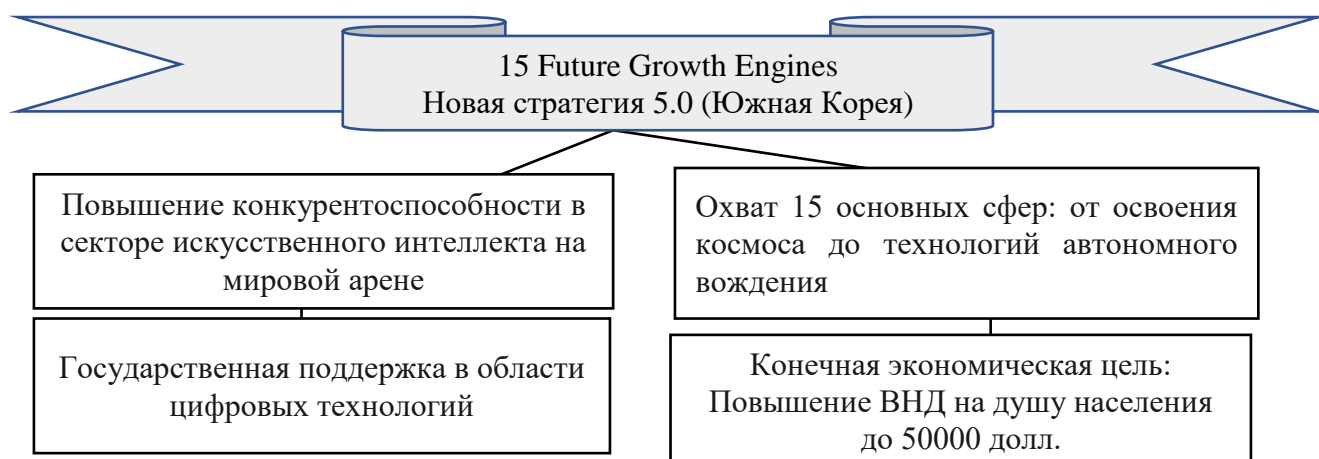 15 Future Growth Engines
Новая стратегия 5.0 (Южная Корея)
Повышение конкурентоспособности в
секторе искусственного интеллекта на
мировой арене
Охват 15 основных сфер: от освоения
космоса до технологий автономного
вождения
Государственная поддержка в области
цифровых технологий
Конечная экономическая цель:
Повышение ВНД на душу населения
до 50000 долл.